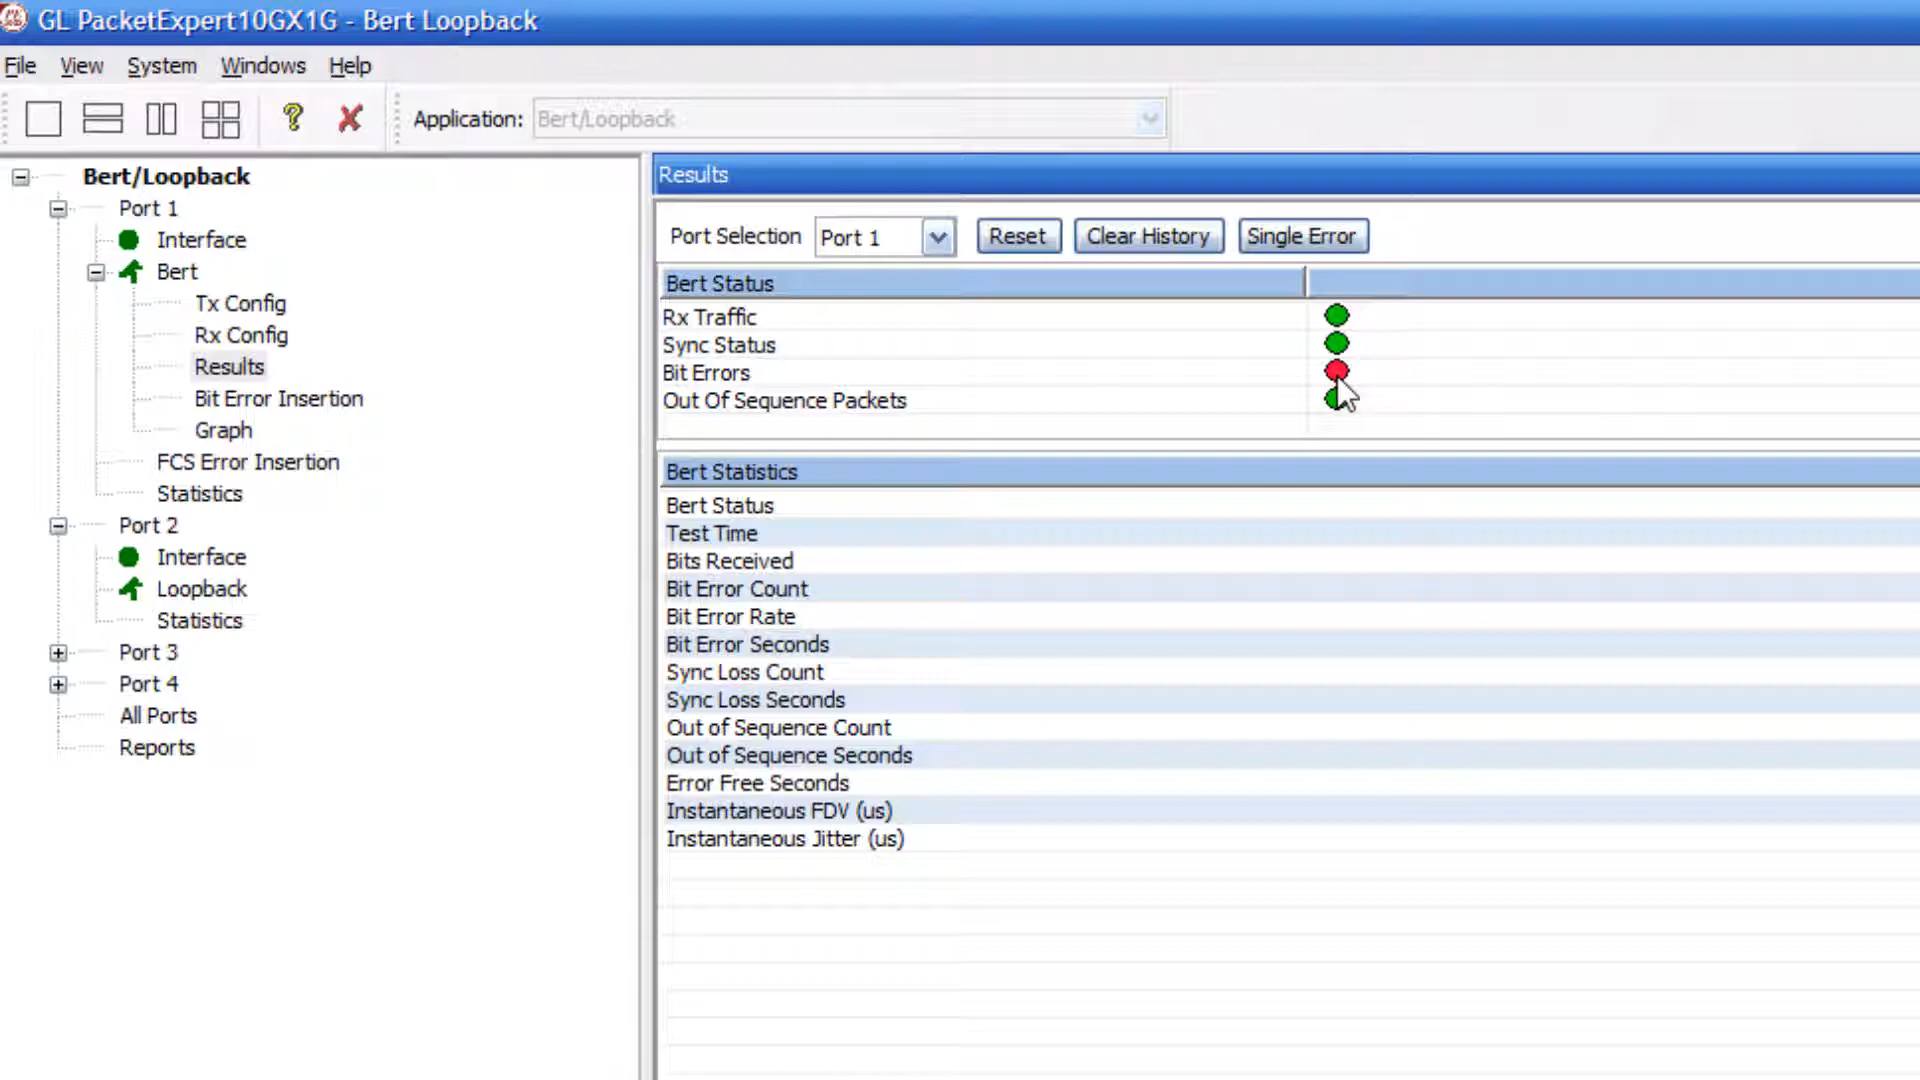 GL PacketExpert10GX1G - Bert Loopback
File View System Windows Help
Application: Bert/Loopback
Bert/Loopback
Port 1
Interface
Bert
Tx Config
Rx Config
Results
Bit Error Insertion
Graph
FCS Error Insertion
Statistics
Port 2
Interface
Loopback
Statistics
Port 3
Port 4
All Ports
Reports
Results
Port Selection Port 1 Reset Clear History Single Error
Bert Status
Rx Traffic
Sync Status
Bit Errors
Out Of Sequence Packets
Bert Statistics
Bert Status
Test Time
Bits Received
Bit Error Count
Bit Error Rate
Bit Error Seconds
Sync Loss Count
Sync Loss Seconds
Out of Sequence Count
Out of Sequence Seconds
Error Free Seconds
Instantaneous FDV (us)
Instantaneous Jitter (us)